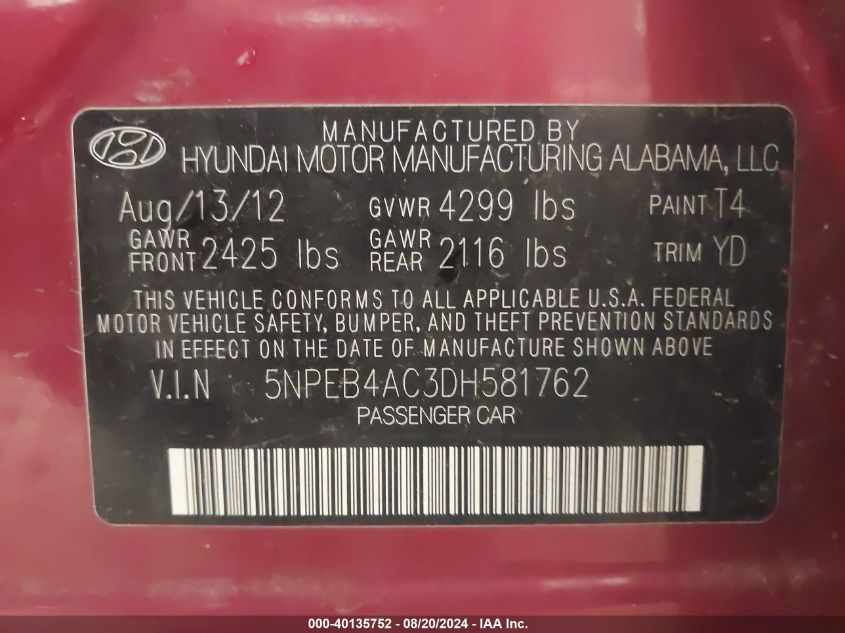 MANUFACTURED BY
HYUNDAI MOTOR MANUFACTURING ALABAMA, LLC
Aug/13/12 GVWR 4299 lbs PAINT T4
GAWR FRONT 2425 lbs GAWR REAR 2116 lbs TRIM YD
THIS VEHICLE CONFORMS TO ALL APPLICABLE U.S.A. FEDERAL
MOTOR VEHICLE SAFETY, BUMPER, AND THEFT PREVENTION STANDARDS
IN EFFECT ON THE DATE OF MANUFACTURE SHOWN ABOVE
V.I.N 5NPEB4AC3DH581762
PASSENGER CAR
000-40135752 - 08/20/2024 - IAA Inc.